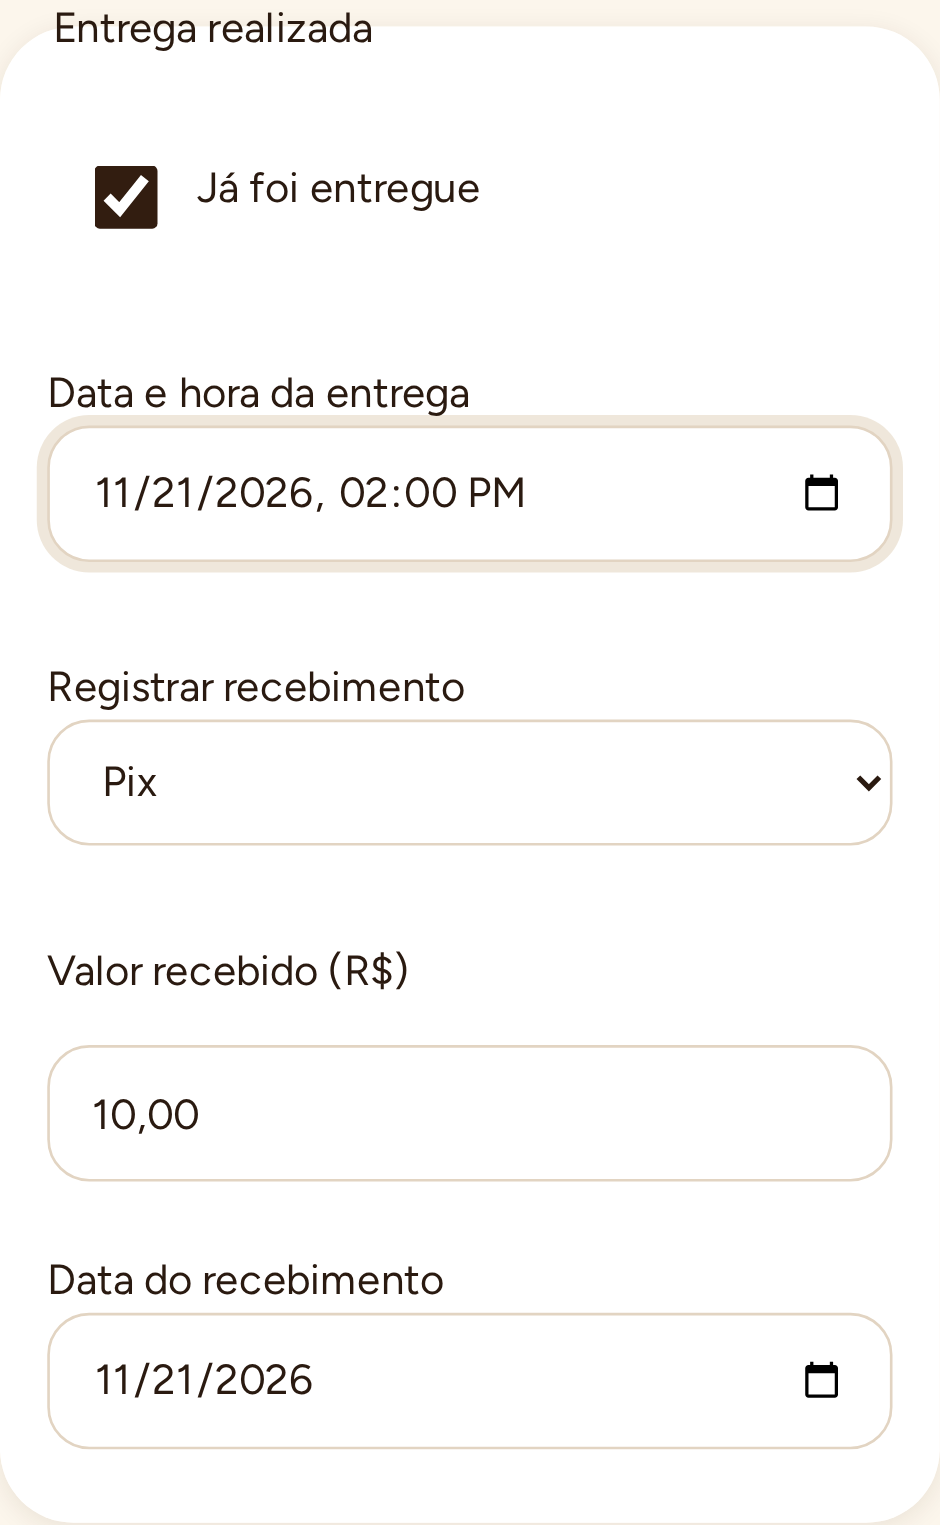 Entrega realizada
Já foi entregue
Data e hora da entrega
11/21/2026, 02:00 PM
Registrar recebimento
Pix
Valor recebido (R$)
10,00
Data do recebimento
11/21/2026